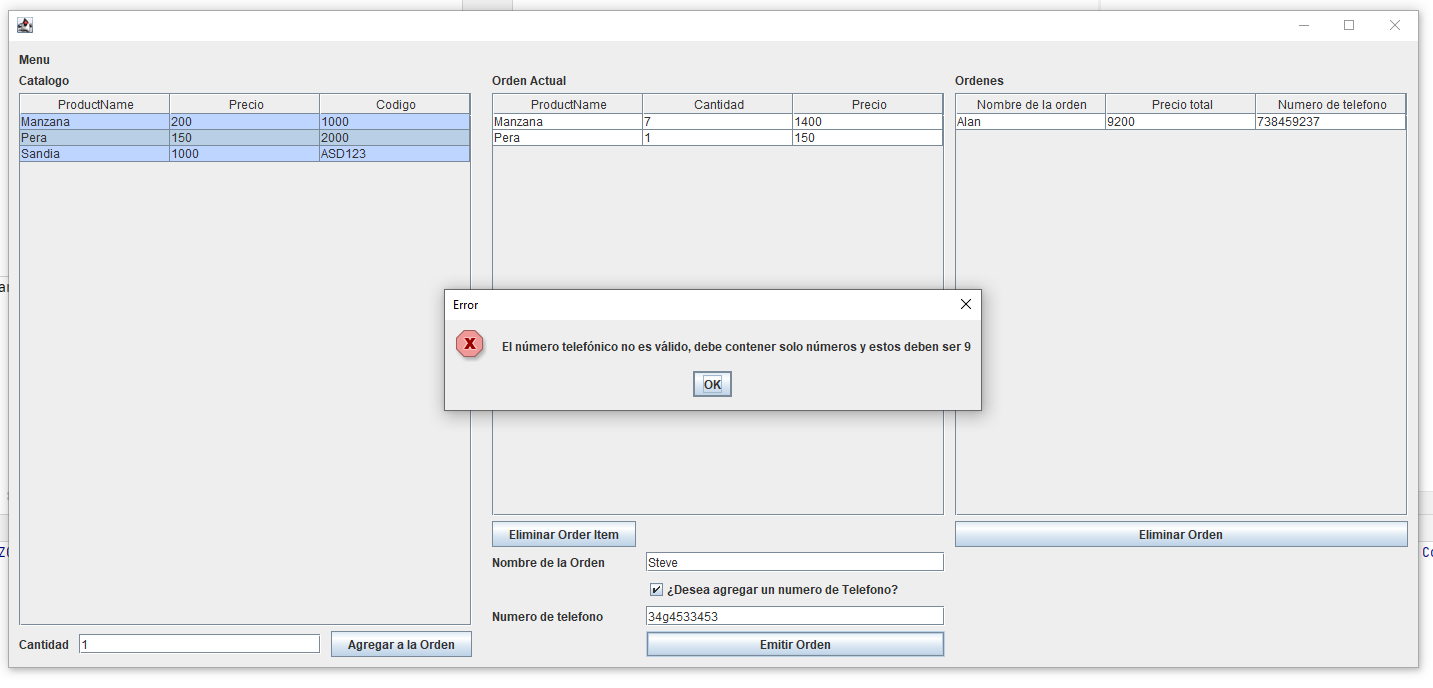 Menu
Catalogo
ProductName Precio Codigo
Manzana 200 1000
Pera 150 2000
Sandia 1000 ASD123
Cantidad 1 Agregar a la Orden
Orden Actual
ProductName Cantidad Precio
Manzana 7 1400
Pera 1 150
Eliminar Order Item
Nombre de la Orden Steve
¿Desea agregar un numero de Telefono?
Numero de telefono 34g4533453
Emitir Orden
Ordenes
Nombre de la orden Precio total Numero de telefono
Alan 9200 738459237
Eliminar Orden
Error
El número telefónico no es válido, debe contener solo números y estos deben ser 9
OK